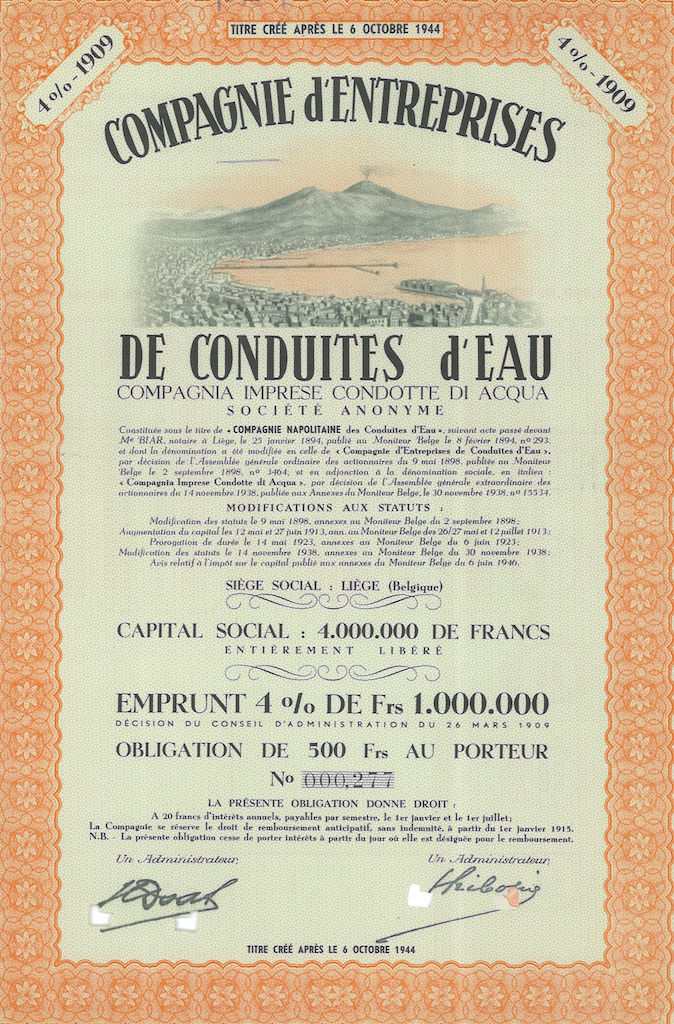 TITRE CRÉÉ APRÈS LE 6 OCTOBRE 1944
4%-1909
4%-1909
COMPAGNIE d'ENTREPRISES
DE CONDUITES d'EAU
COMPAGNIA IMPRESE CONDOTTE DI ACQUA
SOCIÉTÉ ANONYME
Constituée sous le titre de «COMPAGNIE NAPOLITAINE des Conduites d'Eau», suivant acte passé devant
Me BIAR, notaire à Liège, le 25 janvier 1894, publié au Moniteur Belge le 8 février 1894, no 293,
et dont la dénomination a été modifiée en celle de « Compagnie d'Entreprises de Conduites d'Eau »,
par décision de l'Assemblée générale ordinaire des actionnaires du 9 mai 1898, publiée au Moniteur
Belge le 2 septembre 1898, no 3464, et en adjonction à la dénomination sociale, en italien :
« Compagnia Imprese Condotte di Acqua », par décision de l'Assemblée générale extraordinaire des
actionnaires du 14 novembre 1938, publiée aux Annexes du Moniteur Belge, le 30 novembre 1938, no 15534.
MODIFICATIONS AUX STATUTS :
Modification des statuts le 9 mai 1898, annexes au Moniteur Belge du 2 septembre 1898;
Augmentation du capital les 12 mai et 27 juin 1913, ann. au Moniteur Belge des 26/27 mai et 12 juillet 1913;
Prorogation de durée le 14 mai 1923, annexes au Moniteur Belge du 6 juin 1923;
Modification des statuts le 14 novembre 1938, annexes au Moniteur Belge du 30 novembre 1938;
Avis relatif à l'impôt sur le capital publié aux annexes du Moniteur Belge du 6 juin 1946.
SIÈGE SOCIAL : LIÈGE (Belgique)
CAPITAL SOCIAL : 4.000.000 DE FRANCS
ENTIÈREMENT LIBÉRÉ
EMPRUNT 4 % DE Frs 1.000.000
DÉCISION DU CONSEIL D'ADMINISTRATION DU 26 MARS 1909
OBLIGATION DE 500 Frs AU PORTEUR
No 000,277
LA PRÉSENTE OBLIGATION DONNE DROIT :
A 20 francs d'intérêts annuels, payables par semestre, le 1er janvier et le 1er juillet;
La Compagnie se réserve le droit de remboursement anticipatif, sans indemnité, à partir du 1er janvier 1915.
N.B. - La présente obligation cesse de porter intérêts à partir du jour où elle est désignée pour le remboursement.
Un Administrateur,
Un Administrateur,
TITRE CRÉÉ APRÈS LE 6 OCTOBRE 1944